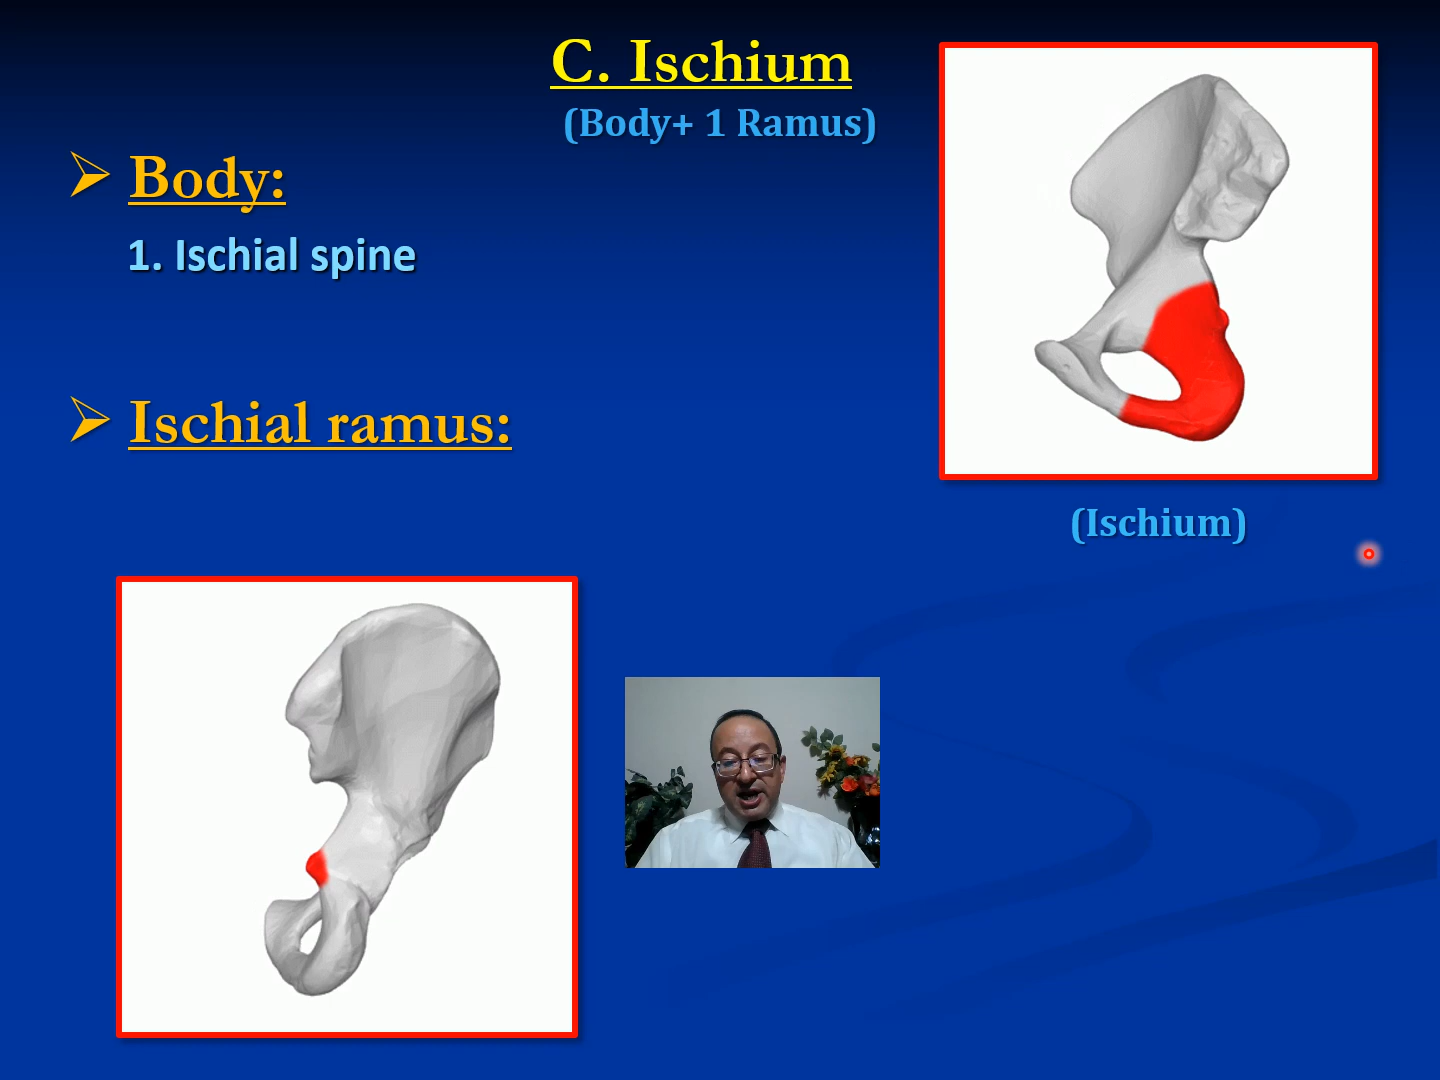 C. Ischium
(Body+ 1 Ramus)
➢ Body:
1. Ischial spine
➢ Ischial ramus:
(Ischium)